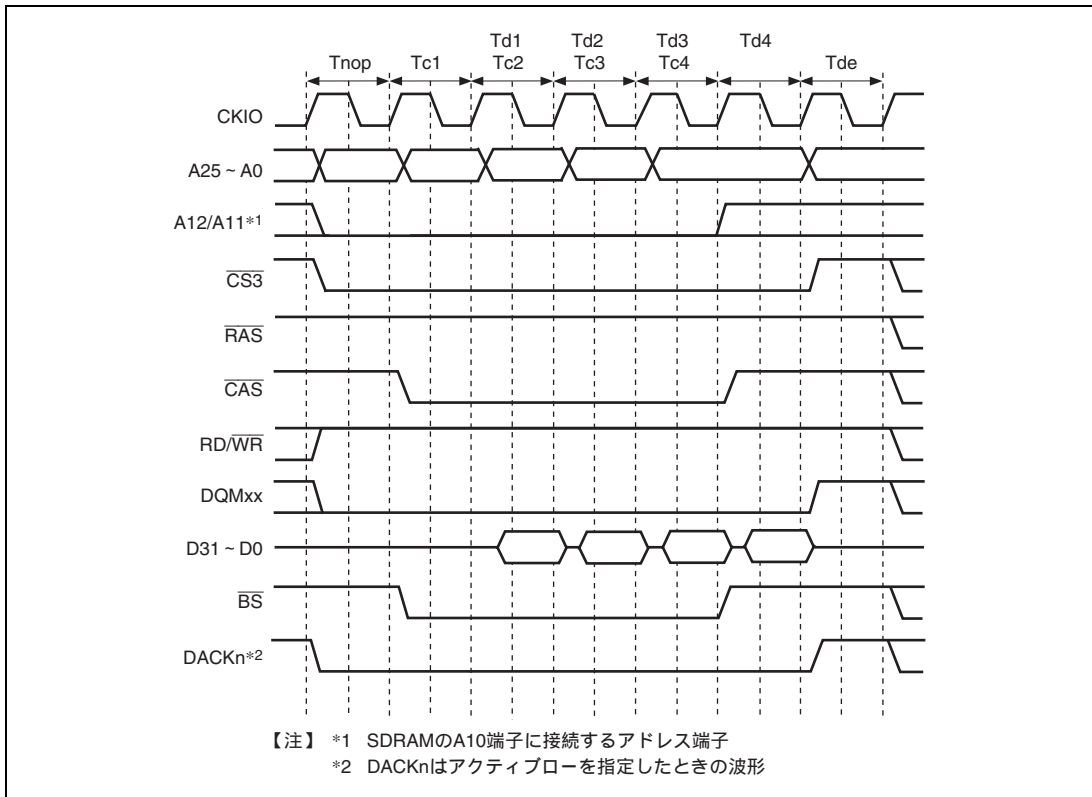 Td1 Td2 Td3 Td4
Tnop Tc1 Tc2 Tc3 Tc4 Tde
CKIO
A25 ~ A0
A12/A11*1
CS3
RAS
CAS
RD/WR
DQMxx
D31 ~ D0
BS
DACKn*2
【注】 *1 SDRAMのA10端子に接続するアドレス端子
*2 DACKnはアクティブローを指定したときの波形